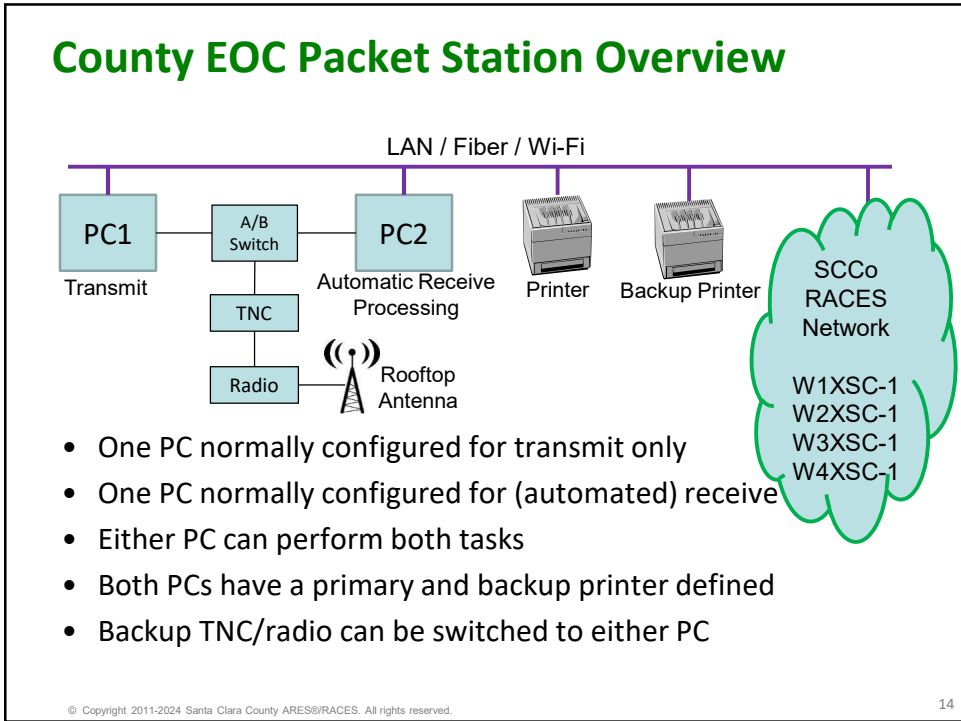 County EOC Packet Station Overview
LAN / Fiber / Wi-Fi
PC1
Transmit
A/B
Switch
PC2
Automatic Receive
Processing
Printer
Backup Printer
TNC
Radio
Rooftop
Antenna
SCCo
RACES
Network
W1XSC-1
W2XSC-1
W3XSC-1
W4XSC-1
• One PC normally configured for transmit only
• One PC normally configured for (automated) receive
• Either PC can perform both tasks
• Both PCs have a primary and backup printer defined
• Backup TNC/radio can be switched to either PC
© Copyright 2011-2024 Santa Clara County ARES®/RACES. All rights reserved.
14